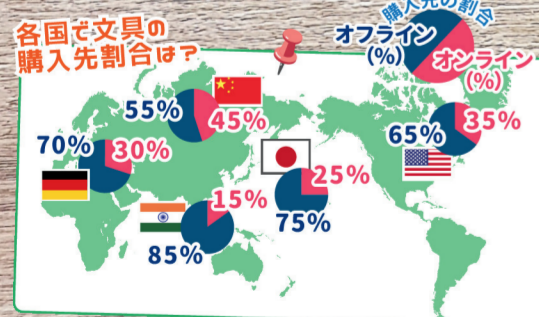 各国で文具の
購入先割合は?
購入先の割合
オフライン
(%)
オンライン
(%)
55%
45%
70%
30%
65%
35%
25%
75%
15%
85%